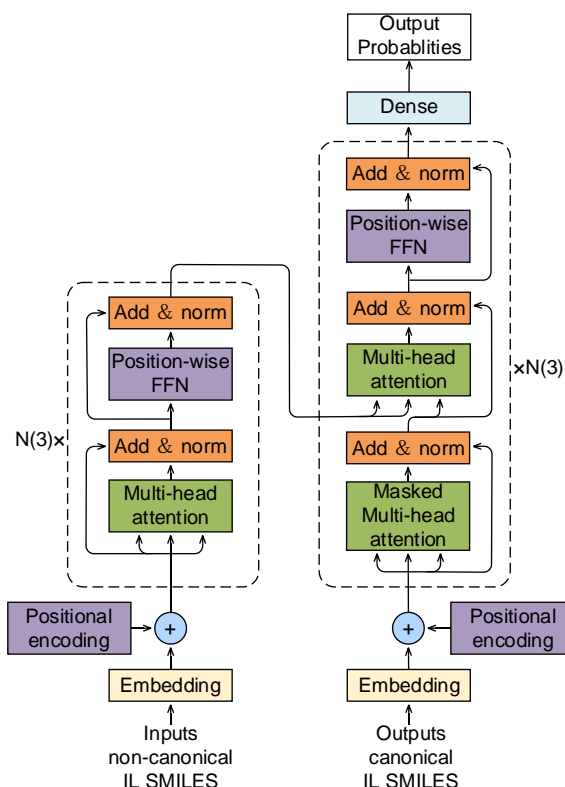 Output
Probablities
Dense
Add & norm
Position-wise
FFN
Add & norm
Multi-head
attention
×N(3)
Add & norm
Masked
Multi-head
attention
Positional
encoding
+
Embedding
Outputs
canonical
IL SMILES
Add & norm
Position-wise
FFN
N(3)×
Add & norm
Multi-head
attention
Positional
encoding
+
Embedding
Inputs
non-canonical
IL SMILES